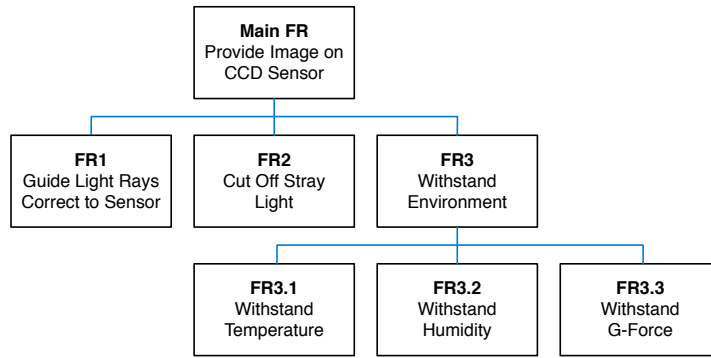 Main FR
Provide Image on
CCD Sensor
FR1
Guide Light Rays
Correct to Sensor
FR2
Cut Off Stray
Light
FR3
Withstand
Environment
FR3.1
Withstand
Temperature
FR3.2
Withstand
Humidity
FR3.3
Withstand
G-Force